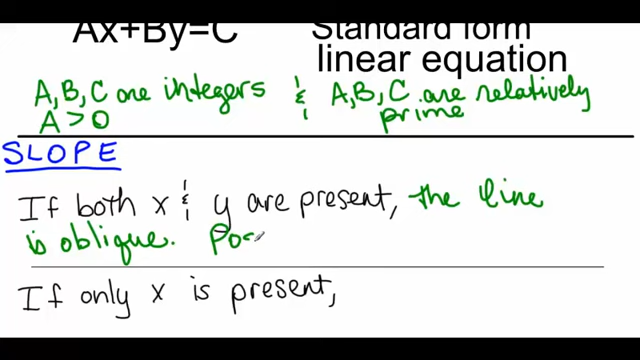 Ax+By=C
Standard form
linear equation
A, B, C are integers & A, B, C are relatively
A > 0 prime
SLOPE
If both x & y are present, the line
is oblique. Pos
If only x is present,